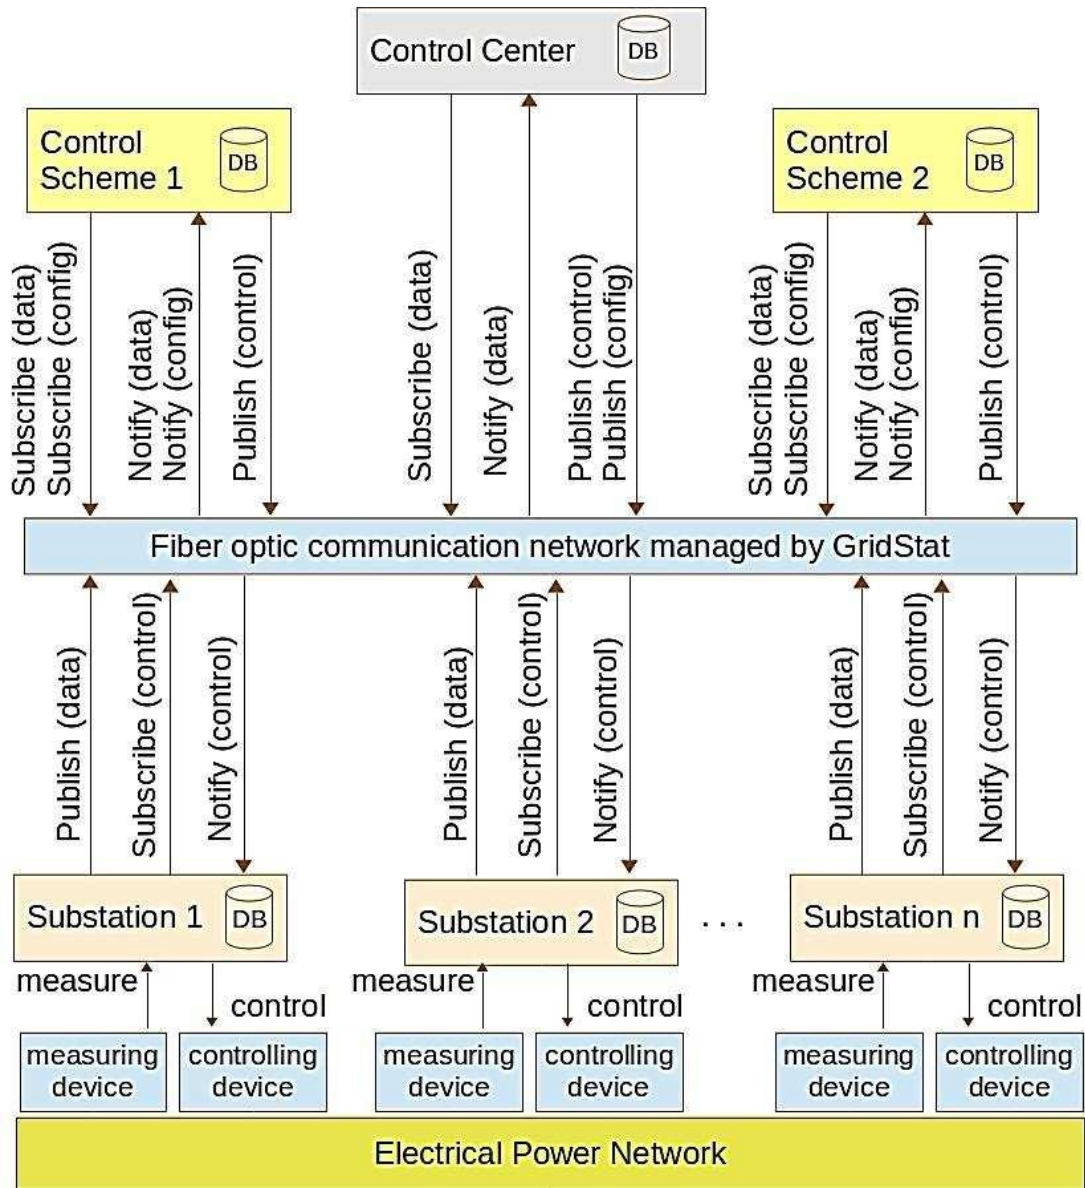 Control Center
DB
Control
Scheme 1
DB
Control
Scheme 2
DB
Subscribe (data)
Subscribe (config)
Notify (data)
Notify (config)
Publish (control)
Subscribe (data)
Notify (data)
Publish (control)
Publish (config)
Subscribe (data)
Subscribe (config)
Notify (data)
Notify (config)
Publish (control)
Fiber optic communication network managed by GridStat
Publish (data)
Subscribe (control)
Notify (control)
Publish (data)
Subscribe (control)
Notify (control)
Publish (data)
Subscribe (control)
Notify (control)
Substation 1
DB
Substation 2
DB
. . .
Substation n
DB
measure
control
measure
control
measure
control
measuring
device
controlling
device
measuring
device
controlling
device
measuring
device
controlling
device
Electrical Power Network